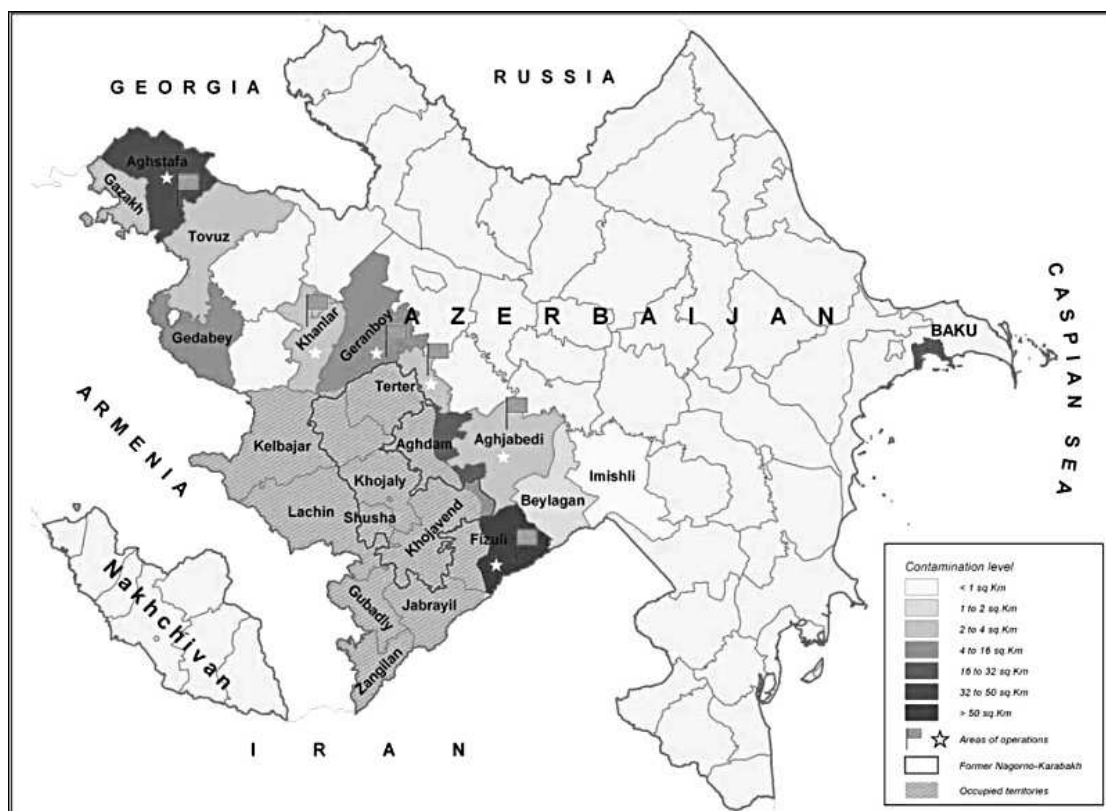 RUSSIA
GEORGIA
Aghstafa
Gazakh
Tovuz
Gedabey
Khanlar
Geranboy
AZERBAIJAN
BAKU
CASPIAN SEA
ARMENIA
Terter
Kelbajar
Aghdam
Aghjabedi
Imishli
Khojaly
Beylagan
Lachin
Shusha
Khojavend
Fizuli
Nakhchivan
Gubadly
Jabrayil
Zangilan
IRAN
Contamination level
< 1 sq.Km
1 to 2 sq.Km
2 to 4 sq.Km
4 to 16 sq.Km
16 to 32 sq.Km
32 to 50 sq.Km
> 50 sq.Km
Areas of operations
Former Nagorno-Karabakh
Occupied territories